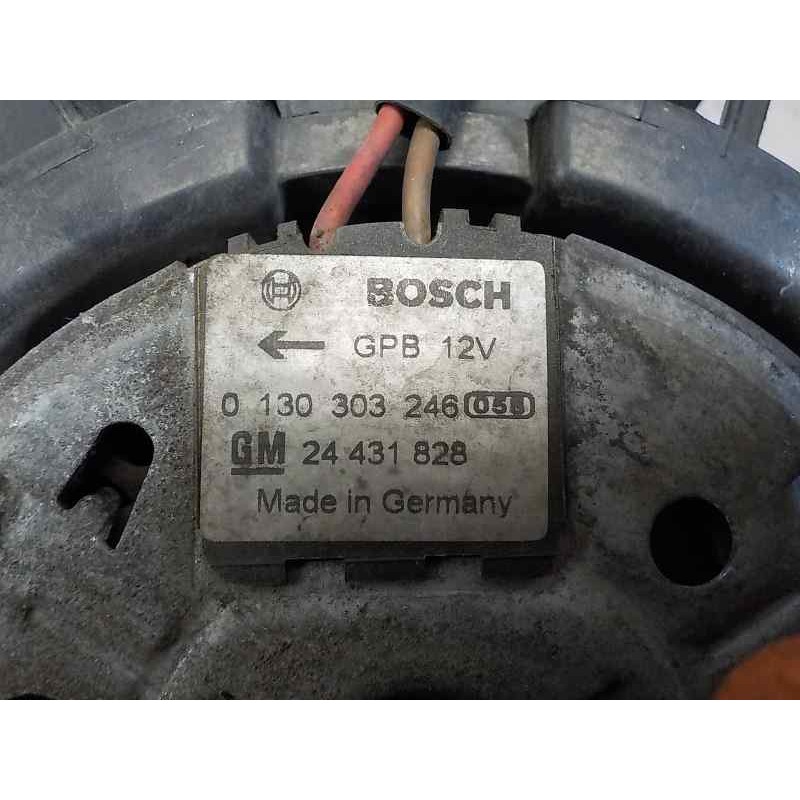 BOSCH
GPB 12V
0 130 303 246 058
GM 24 431 828
Made in Germany